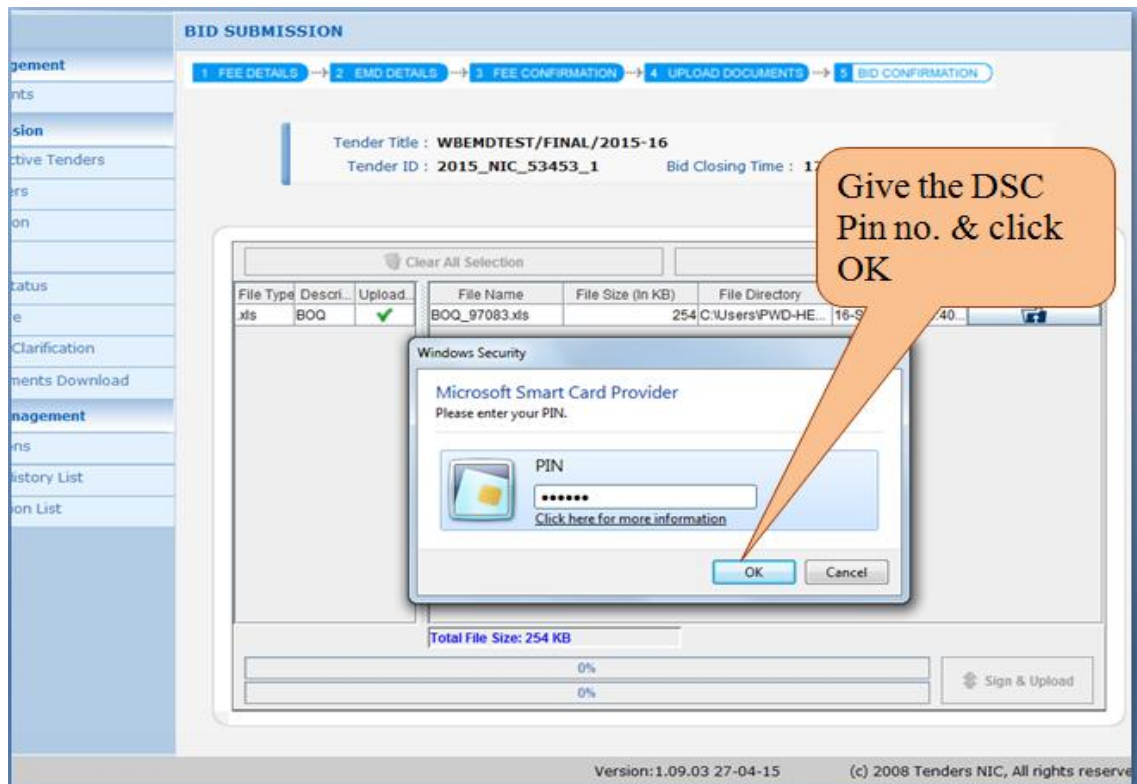 BID SUBMISSION
gement
nts
sion
ctive Tenders
ers
on
tatus
e
Clarification
ments Download
nagement
ns
istory List
ion List
1 FEE DETAILS 2 EMD DETAILS 3 FEE CONFIRMATION 4 UPLOAD DOCUMENTS 5 BID CONFIRMATION
Tender Title : WBEMDTEST/FINAL/2015-16
Tender ID : 2015_NIC_53453_1 Bid Closing Time :
Give the DSC
Pin no. & click
OK
Clear All Selection
File Type Descri... Upload... File Name File Size (In KB) File Directory
.xls BOQ BOQ_97083.xls 254 C:\Users\PWD-HE... 40...
Windows Security
Microsoft Smart Card Provider
Please enter your PIN.
PIN
••••••
Click here for more information
OK Cancel
Total File Size: 254 KB
0%
0%
Sign & Upload
Version:1.09.03 27-04-15 (c) 2008 Tenders NIC, All rights reserve